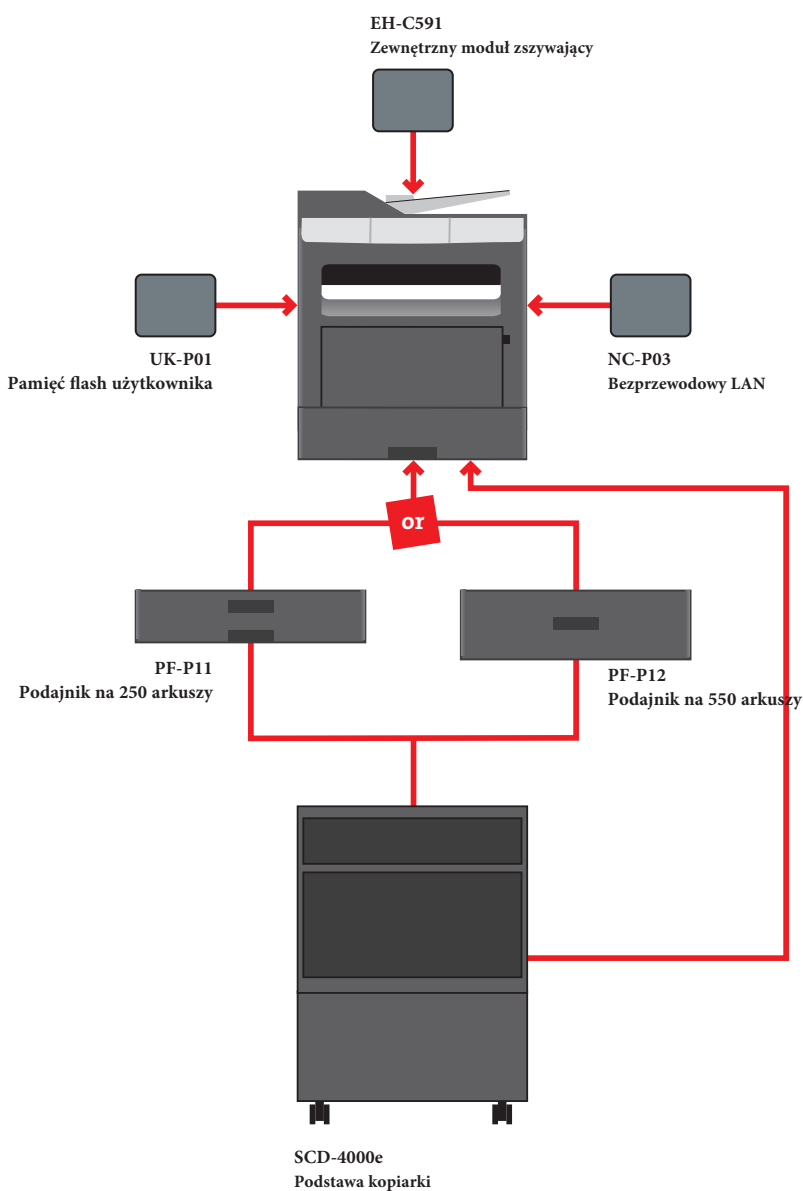 EH-C591
Zewnętrzny moduł zszywający
UK-P01
Pamięć flash użytkownika
NC-P03
Bezprzewodowy LAN
or
PF-P11
Podajnik na 250 arkuszy
PF-P12
Podajnik na 550 arkuszy
SCD-4000e
Podstawa kopiarki